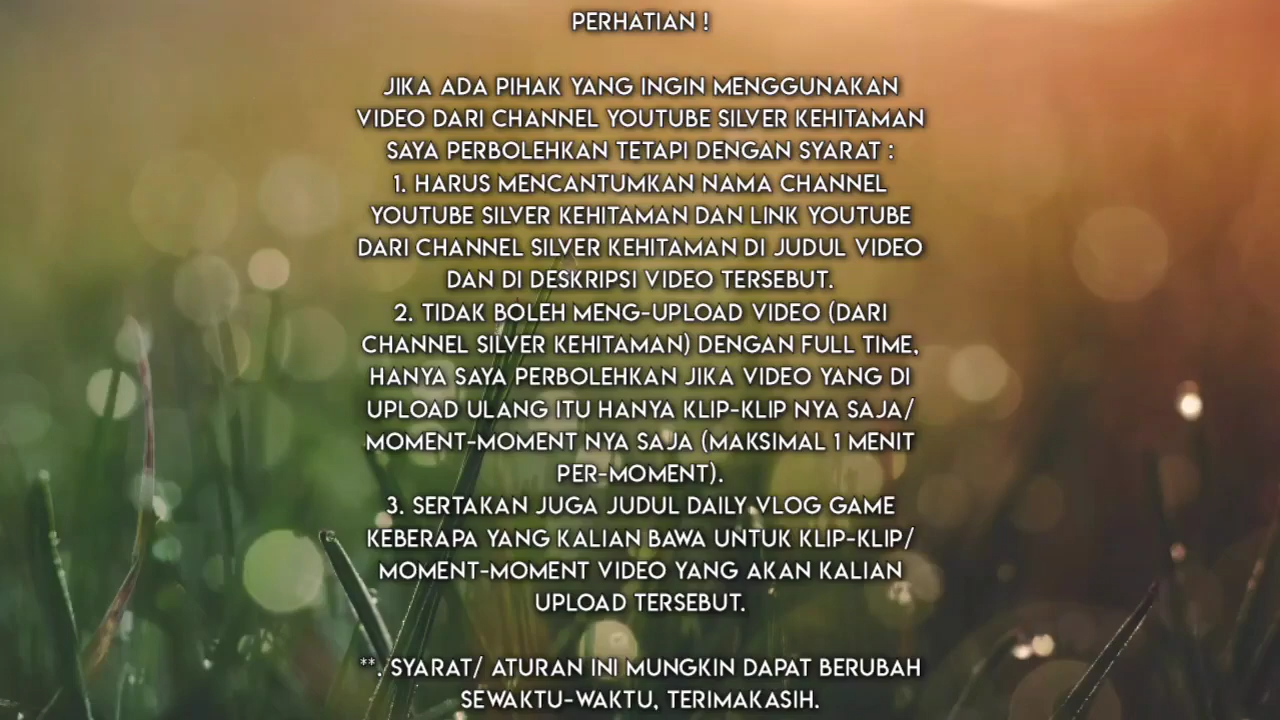 PERHATIAN !
JIKA ADA PIHAK YANG INGIN MENGGUNAKAN
VIDEO DARI CHANNEL YOUTUBE SILVER KEHITAMAN
SAYA PERBOLEHKAN TETAPI DENGAN SYARAT :
1. HARUS MENCANTUMKAN NAMA CHANNEL
YOUTUBE SILVER KEHITAMAN DAN LINK YOUTUBE
DARI CHANNEL SILVER KEHITAMAN DI JUDUL VIDEO
DAN DI DESKRIPSI VIDEO TERSEBUT.
2. TIDAK BOLEH MENG-UPLOAD VIDEO (DARI
CHANNEL SILVER KEHITAMAN) DENGAN FULL TIME,
HANYA SAYA PERBOLEHKAN JIKA VIDEO YANG DI
UPLOAD ULANG ITU HANYA KLIP-KLIP NYA SAJA/
MOMENT-MOMENT NYA SAJA (MAKSIMAL 1 MENIT
PER-MOMENT).
3. SERTAKAN JUGA JUDUL DAILY VLOG GAME
KEBERAPA YANG KALIAN BAWA UNTUK KLIP-KLIP/
MOMENT-MOMENT VIDEO YANG AKAN KALIAN
UPLOAD TERSEBUT.
**. SYARAT/ ATURAN INI MUNGKIN DAPAT BERUBAH
SEWAKTU-WAKTU, TERIMAKASIH.